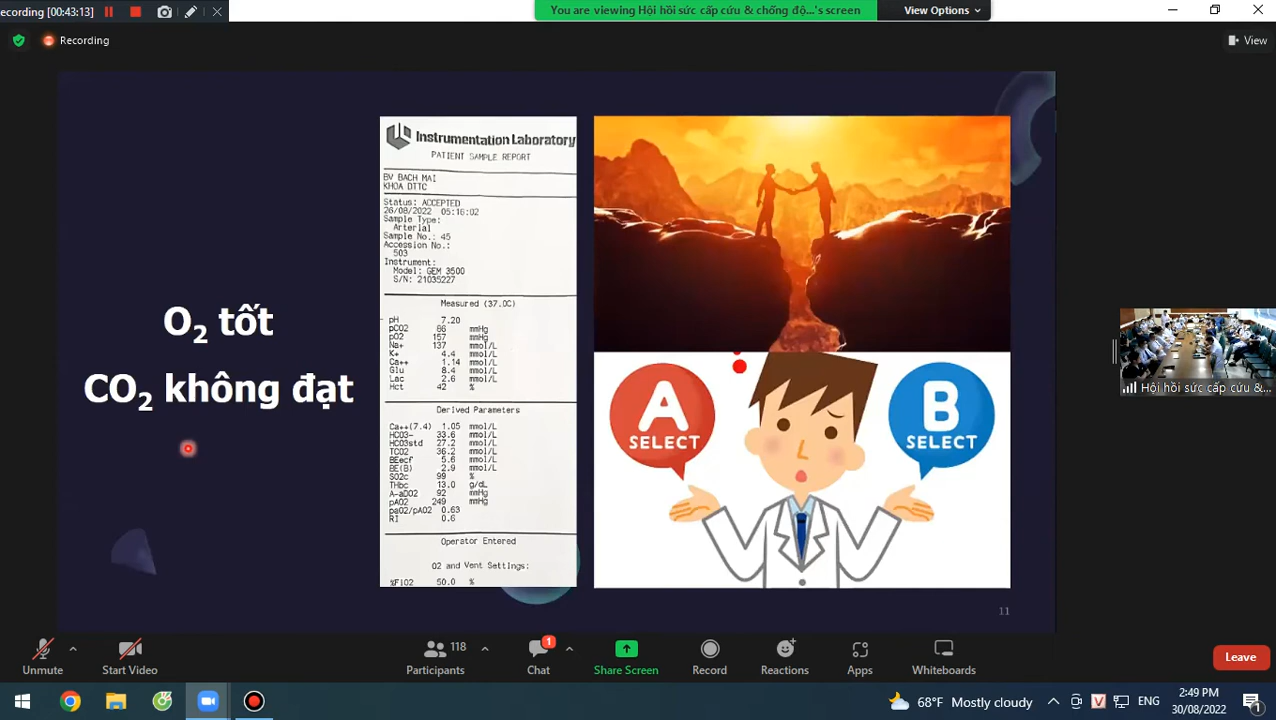 ecording [00:43:13]
You are viewing Hội hồi sức cấp cứu & chống độ...'s screen
View Options
Recording
View
O2 tốt
CO2 không đạt
Instrumentation Laboratory
PATIENT SAMPLE REPORT
BV BACH MAI
KHOA DTTC
Status: ACCEPTED
26/08/2022 05:16:02
Sample Type:
Arterial
Sample No.: 45
Accession No.:
503
Instrument:
Model: GEM 3500
S/N: 21035227
Measured (37.0C)
pH 7.20
pCO2 86 mmHg
pO2 157 mmHg
Na+ 137 mmol/L
K+ 4.4 mmol/L
Ca++ 1.14 mmol/L
Glu 8.4 mmol/L
Lac 2.6 mmol/L
Hct 42 %
Derived Parameters
Ca++(7.4) 1.05 mmol/L
HCO3- 33.6 mmol/L
HCO3std 27.2 mmol/L
TCO2 36.2 mmol/L
BEecf 5.6 mmol/L
BE(B) 2.9 mmol/L
SO2c 99 %
THbc 13.0 g/dL
A-aDO2 92 mmHg
pAO2 249 mmHg
paO2/pAO2 0.63
RI 0.6
Operator Entered
O2 and Vent Settings:
%FIO2 50.0 %
A
SELECT
B
SELECT
11
Hội hồi sức cấp cứu &...
Unmute
Start Video
118
Participants
1
Chat
Share Screen
Record
Reactions
Apps
Whiteboards
Leave
68°F Mostly cloudy
V
ENG
2:49 PM
30/08/2022
1